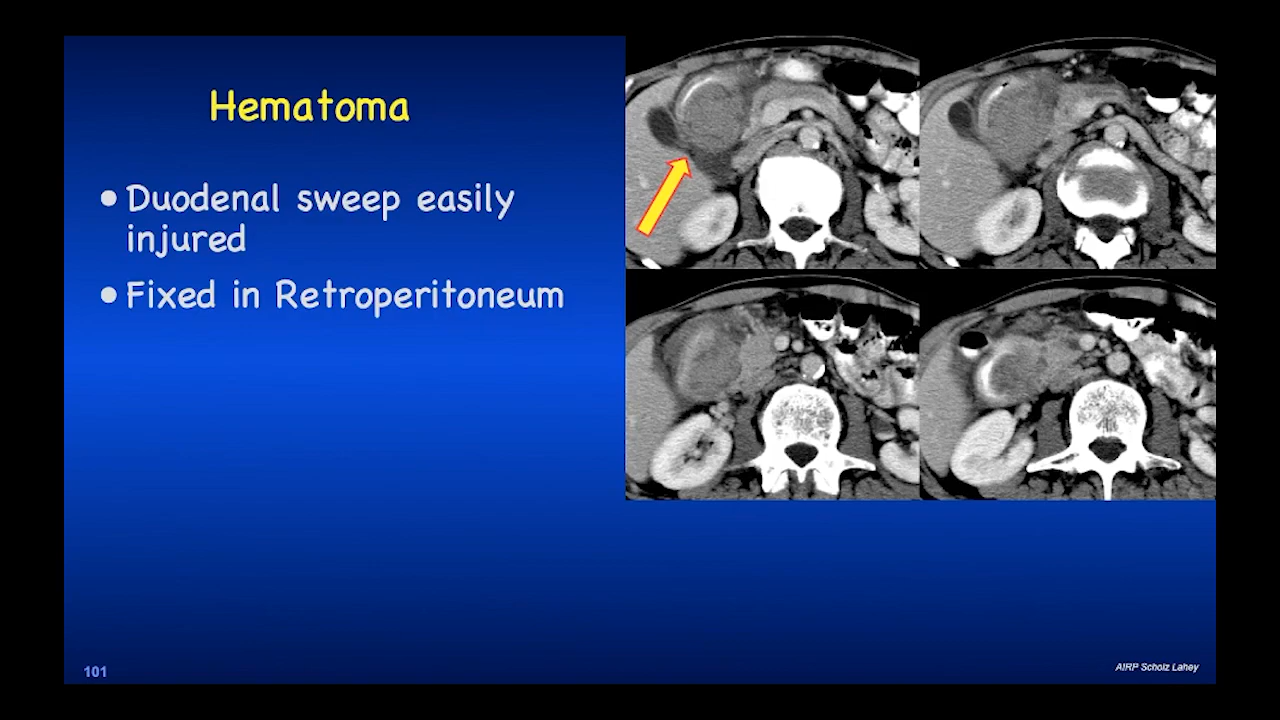 Hematoma
• Duodenal sweep easily
injured
• Fixed in Retroperitoneum
101
AIRP Scholz Lahey